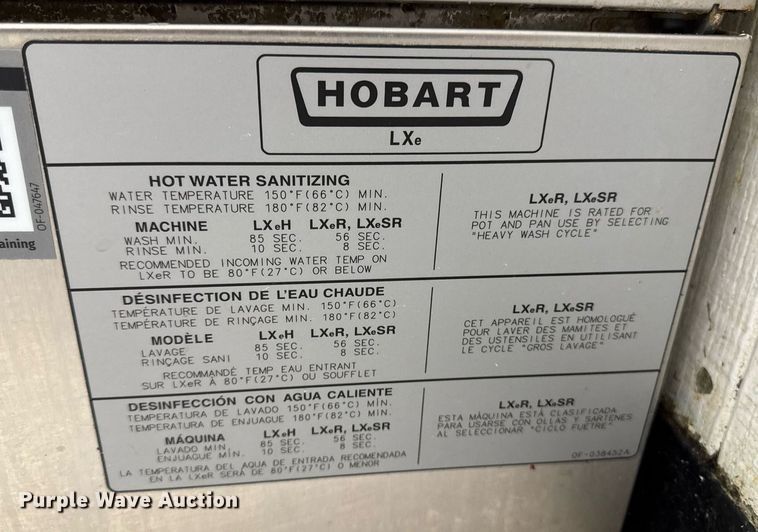 HOBART
LXe
HOT WATER SANITIZING
WATER TEMPERATURE 150°F(66°C) MIN.
RINSE TEMPERATURE 180°F(82°C) MIN.
MACHINE LXeH LXeR, LXeSR
WASH MIN. 85 SEC. 56 SEC.
RINSE MIN. 10 SEC. 8 SEC.
RECOMMENDED INCOMING WATER TEMP ON
LXeR TO BE 80°F(27°C) OR BELOW
LXeR, LXeSR
THIS MACHINE IS RATED FOR
POT AND PAN USE BY SELECTING
"HEAVY WASH CYCLE"
DÉSINFECTION DE L'EAU CHAUDE
TEMPÉRATURE DE LAVAGE MIN. 150°F(66°C)
TEMPÉRATURE DE RINÇAGE MIN. 180°F(82°C)
MODÈLE LXeH LXeR, LXeSR
LAVAGE 85 SEC. 56 SEC.
RINÇAGE SANI 10 SEC. 8 SEC.
RECOMMANDÉ TEMP EAU ENTRANT
SUR LXeR À 80°F(27°C) OU SOUFFLET
LXeR, LXeSR
CET APPAREIL EST HOMOLOGUÉ
POUR LAVER DES MAMITES ET
DES USTENSILES EN UTILISANT
LE CYCLE "GROS LAVAGE"
DESINFECCIÓN CON AGUA CALIENTE
TEMPERATURA DE LAVADO 150°F(66°C) MÍN.
TEMPERATURA DE ENJUAGUE 180°F(82°C) MÍN.
MÁQUINA LXeH LXeR, LXeSR
LAVADO MÍN. 85 SEC. 56 SEC.
ENJUAGUE MÍN. 10 SEC. 8 SEC.
LA TEMPERATURA DEL AGUA DE ENTRADA RECOMENDADA
EN LA LXeR SERÁ DE 80°F(27°C) O MENOR
LXeR, LXeSR
ESTA MÁQUINA ESTÁ CLASIFICADA
PARA USARSE CON OLLAS Y SARTENES
AL SELECCIONAR "CICLO FUETRE"
OF-038452A
OF-047647
aining
Purple Wave Auction